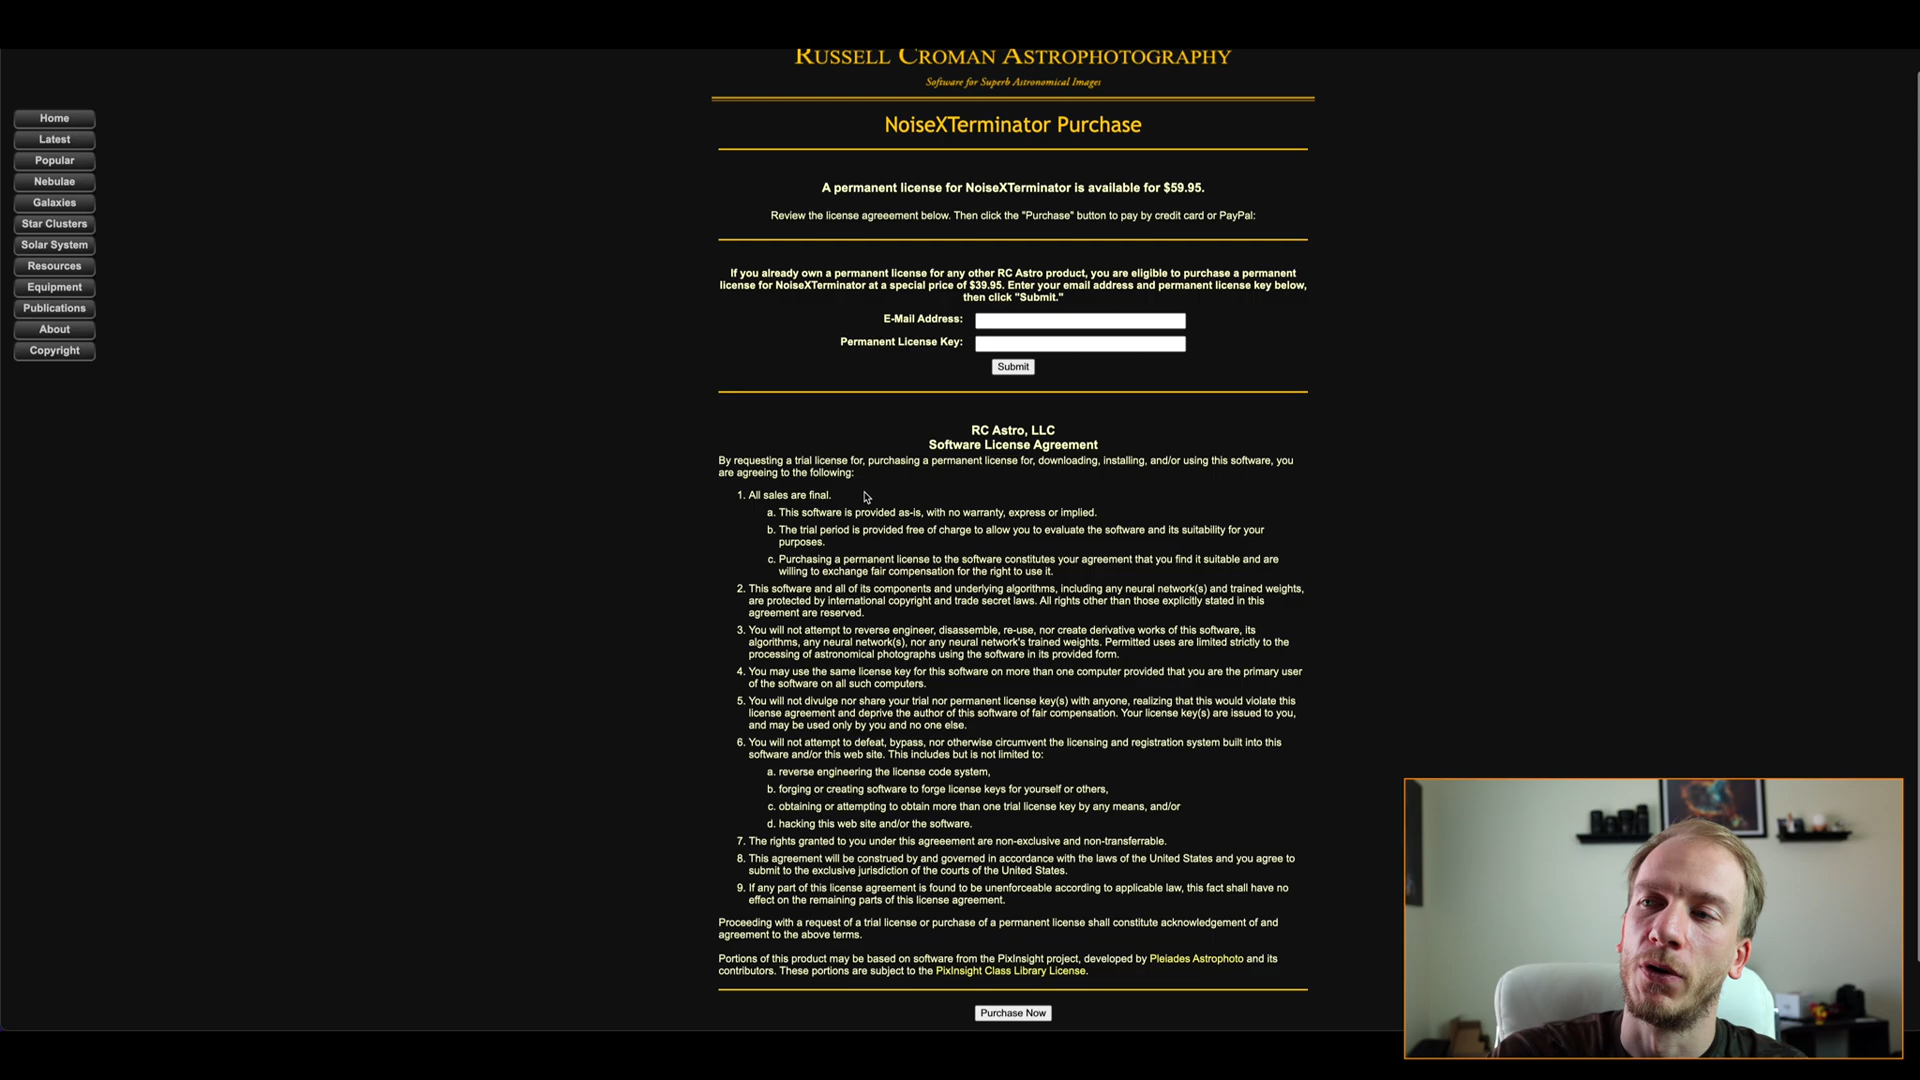 RUSSELL CROMAN ASTROPHOTOGRAPHY
Software for Superb Astronomical Images
NoiseXTerminator Purchase
Home
Latest
Popular
Nebulae
Galaxies
Star Clusters
Solar System
Resources
Equipment
Publications
About
Copyright
A permanent license for NoiseXTerminator is available for $59.95.
Review the license agreeement below. Then click the "Purchase" button to pay by credit card or PayPal:
If you already own a permanent license for any other RC Astro product, you are eligible to purchase a permanent
license for NoiseXTerminator at a special price of $39.95. Enter your email address and permanent license key below,
then click "Submit."
E-Mail Address:
Permanent License Key:
Submit
RC Astro, LLC
Software License Agreement
By requesting a trial license for, purchasing a permanent license for, downloading, installing, and/or using this software, you
are agreeing to the following:
1. All sales are final.
a. This software is provided as-is, with no warranty, express or implied.
b. The trial period is provided free of charge to allow you to evaluate the software and its suitability for your
purposes.
c. Purchasing a permanent license to the software constitutes your agreement that you find it suitable and are
willing to exchange fair compensation for the right to use it.
2. This software and all of its components and underlying algorithms, including any neural network(s) and trained weights,
are protected by international copyright and trade secret laws. All rights other than those explicitly stated in this
agreement are reserved.
3. You will not attempt to reverse engineer, disassemble, re-use, nor create derivative works of this software, its
algorithms, any neural network(s), nor any neural network's trained weights. Permitted uses are limited strictly to the
processing of astronomical photographs using the software in its provided form.
4. You may use the same license key for this software on more than one computer provided that you are the primary user
of the software on all such computers.
5. You will not divulge nor share your trial nor permanent license key(s) with anyone, realizing that this would violate this
license agreement and deprive the author of this software of fair compensation. Your license key(s) are issued to you,
and may be used only by you and no one else.
6. You will not attempt to defeat, bypass, nor otherwise circumvent the licensing and registration system built into this
software and/or this web site. This includes but is not limited to:
a. reverse engineering the license code system,
b. forging or creating software to forge license keys for yourself or others,
c. obtaining or attempting to obtain more than one trial license key by any means, and/or
d. hacking this web site and/or the software.
7. The rights granted to you under this agreeement are non-exclusive and non-transferrable.
8. This agreement will be construed by and governed in accordance with the laws of the United States and you agree to
submit to the exclusive jurisdiction of the courts of the United States.
9. If any part of this license agreement is found to be unenforceable according to applicable law, this fact shall have no
effect on the remaining parts of this license agreement.
Proceeding with a request of a trial license or purchase of a permanent license shall constitute acknowledgement of and
agreement to the above terms.
Portions of this product may be based on software from the PixInsight project, developed by Pleiades Astrophoto and its
contributors. These portions are subject to the PixInsight Class Library License.
Purchase Now